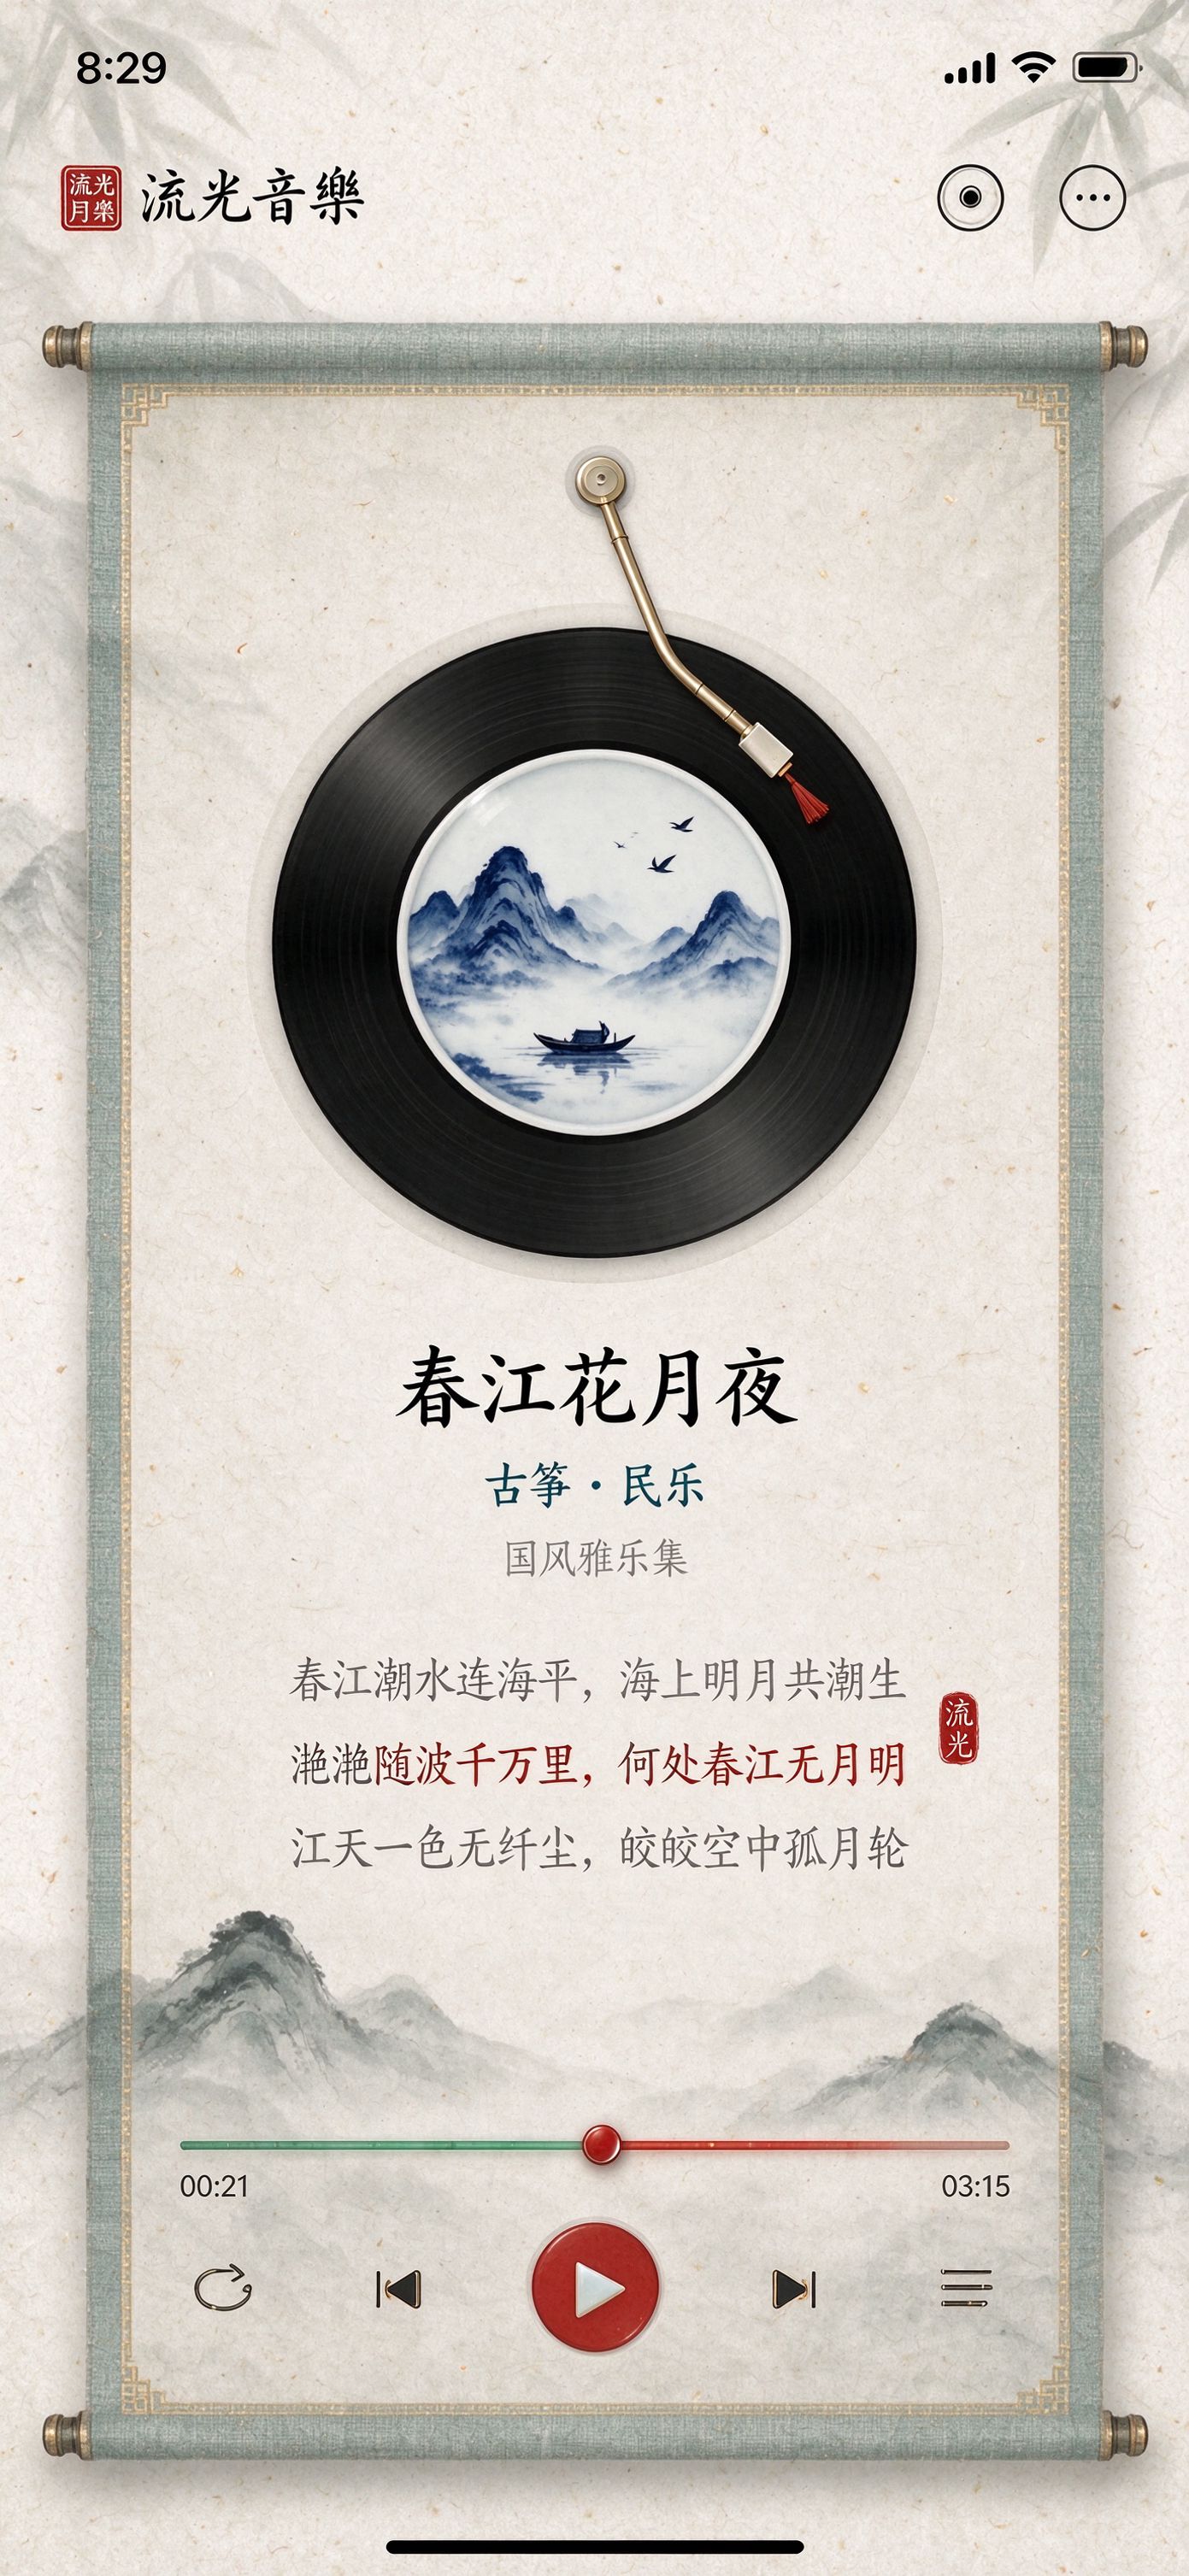 8:29
流光
月樂
流光音樂
春江花月夜
古筝・民乐
国风雅乐集
春江潮水连海平，海上明月共潮生
滟滟随波千万里，何处春江无月明
流光
江天一色无纤尘，皎皎空中孤月轮
00:21
03:15